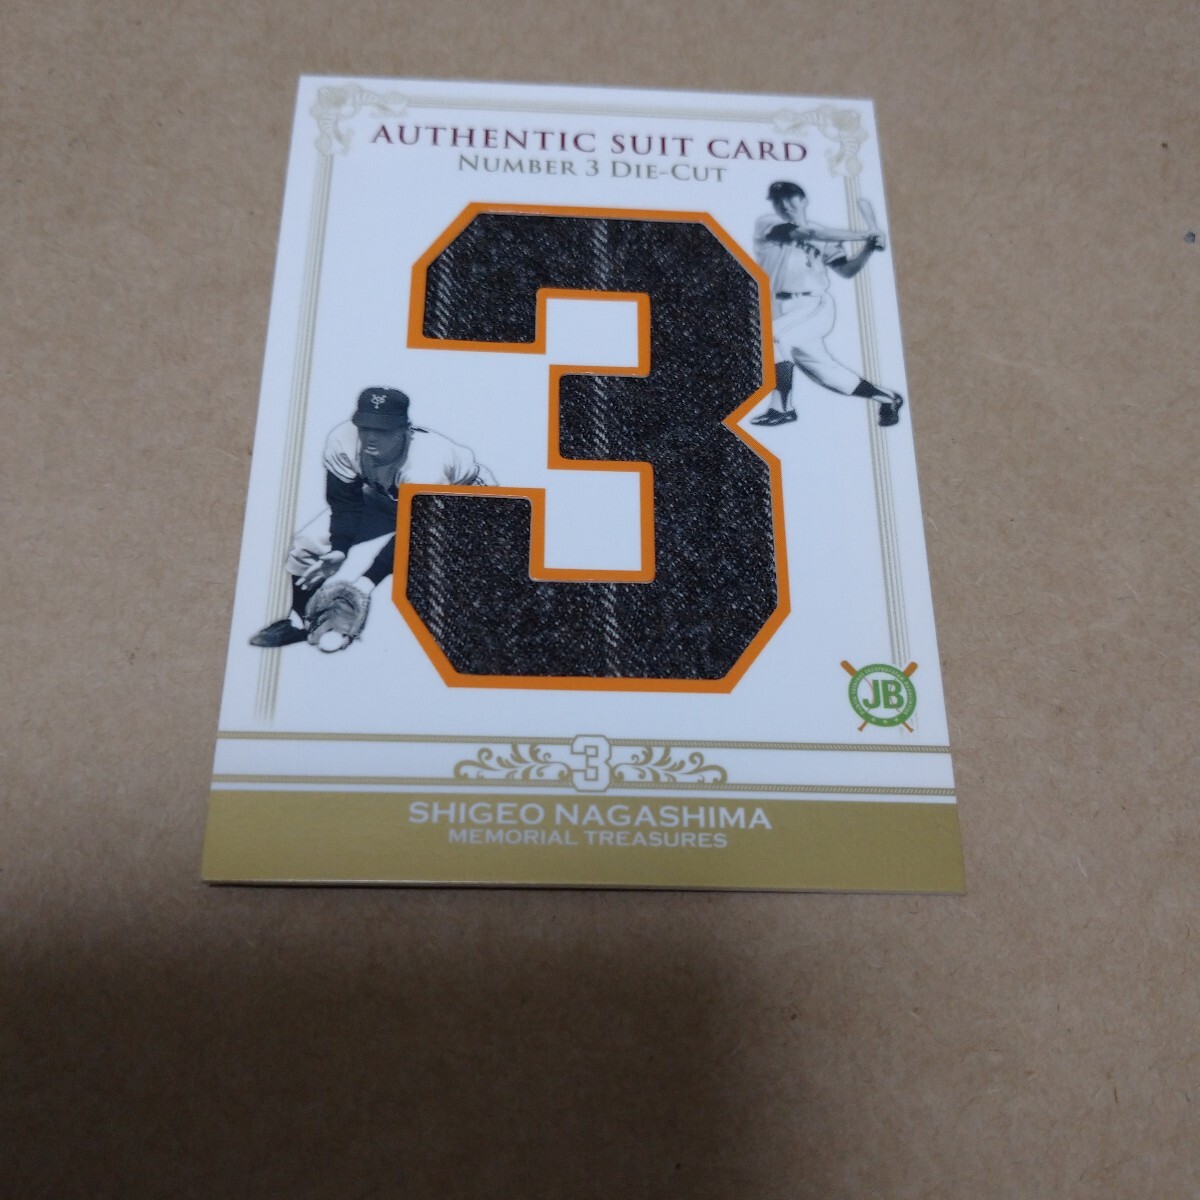 AUTHENTIC SUIT CARD
NUMBER 3 DIE-CUT
3
JB
3
SHIGEO NAGASHIMA
MEMORIAL TREASURES